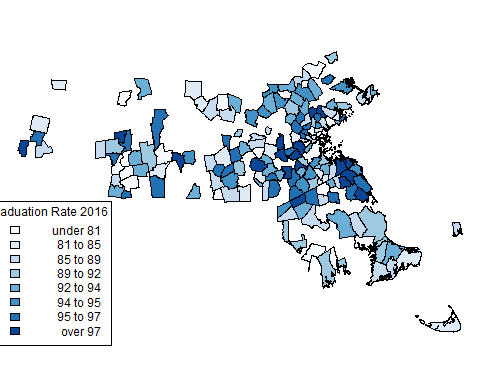 aduation Rate 2016
under 81
81 to 85
85 to 89
89 to 92
92 to 94
94 to 95
95 to 97
over 97